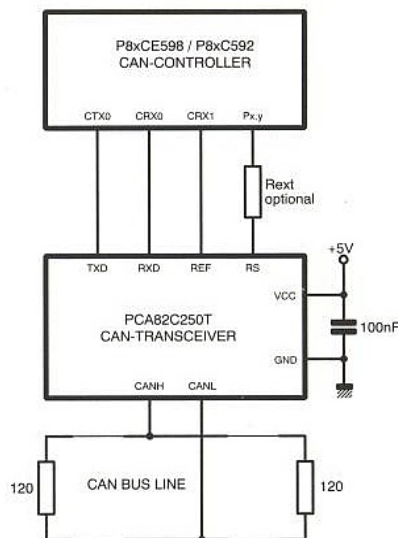 P8xCE598 / P8xC592
CAN-CONTROLLER
CTX0 CRX0 CRX1 Px,y
Rext
optional
+5V
TXD RXD REF RS
VCC
PCA82C250T
CAN-TRANSCEIVER
100nF
GND
CANH CANL
120 CAN BUS LINE 120